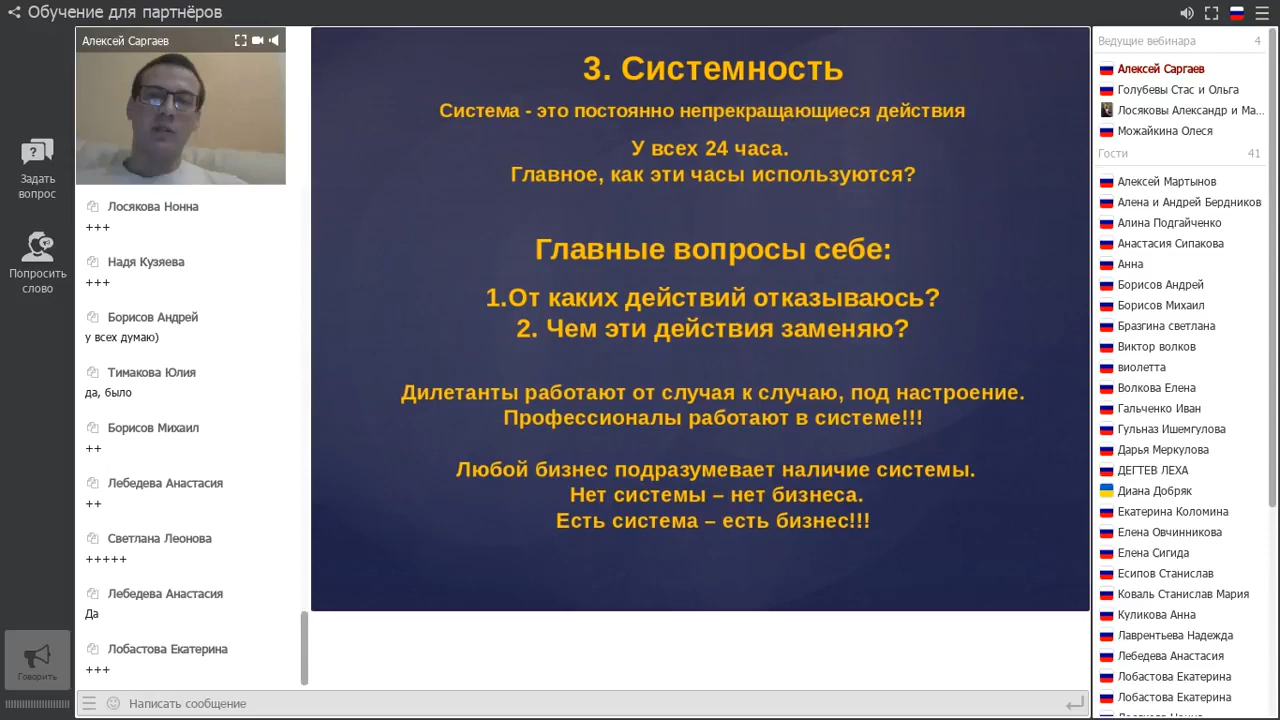 Обучение для партнёров
Алексей Саргаев
Задать
вопрос
Попросить
слово
Говорить
Лосякова Нонна
+++
Надя Кузяева
+++
Борисов Андрей
у всех думаю)
Тимакова Юлия
да, было
Борисов Михаил
++
Лебедева Анастасия
++
Светлана Леонова
+++++
Лебедева Анастасия
Да
Лобастова Екатерина
+++
Написать сообщение
3. Системность
Система - это постоянно непрекращающиеся действия
У всех 24 часа.
Главное, как эти часы используются?
Главные вопросы себе:
1.От каких действий отказываюсь?
2. Чем эти действия заменяю?
Дилетанты работают от случая к случаю, под настроение.
Профессионалы работают в системе!!!
Любой бизнес подразумевает наличие системы.
Нет системы – нет бизнеса.
Есть система – есть бизнес!!!
Ведущие вебинара 4
Алексей Саргаев
Голубевы Стас и Ольга
Лосяковы Александр и Ма...
Можайкина Олеся
Гости 41
Алексей Мартынов
Алена и Андрей Бердников
Алина Подгайченко
Анастасия Сипакова
Анна
Борисов Андрей
Борисов Михаил
Бразгина светлана
Виктор волков
виолетта
Волкова Елена
Гальченко Иван
Гульназ Ишемгулова
Дарья Меркулова
ДЕГТЕВ ЛЕХА
Диана Добряк
Екатерина Коломина
Елена Овчинникова
Елена Сигида
Есипов Станислав
Коваль Станислав Мария
Куликова Анна
Лаврентьева Надежда
Лебедева Анастасия
Лобастова Екатерина
Лобастова Екатерина